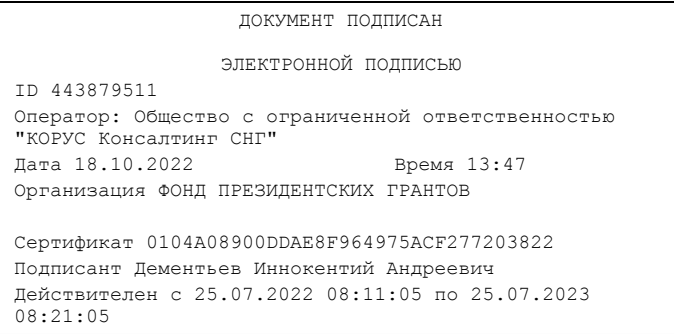 ДОКУМЕНТ ПОДПИСАН
ЭЛЕКТРОННОЙ ПОДПИСЬЮ
ID 443879511
Оператор: Общество с ограниченной ответственностью
"КОРУС Консалтинг СНГ"
Дата 18.10.2022 Время 13:47
Организация ФОНД ПРЕЗИДЕНТСКИХ ГРАНТОВ
Сертификат 0104A08900DDAE8F964975ACF277203822
Подписант Дементьев Иннокентий Андреевич
Действителен с 25.07.2022 08:11:05 по 25.07.2023
08:21:05